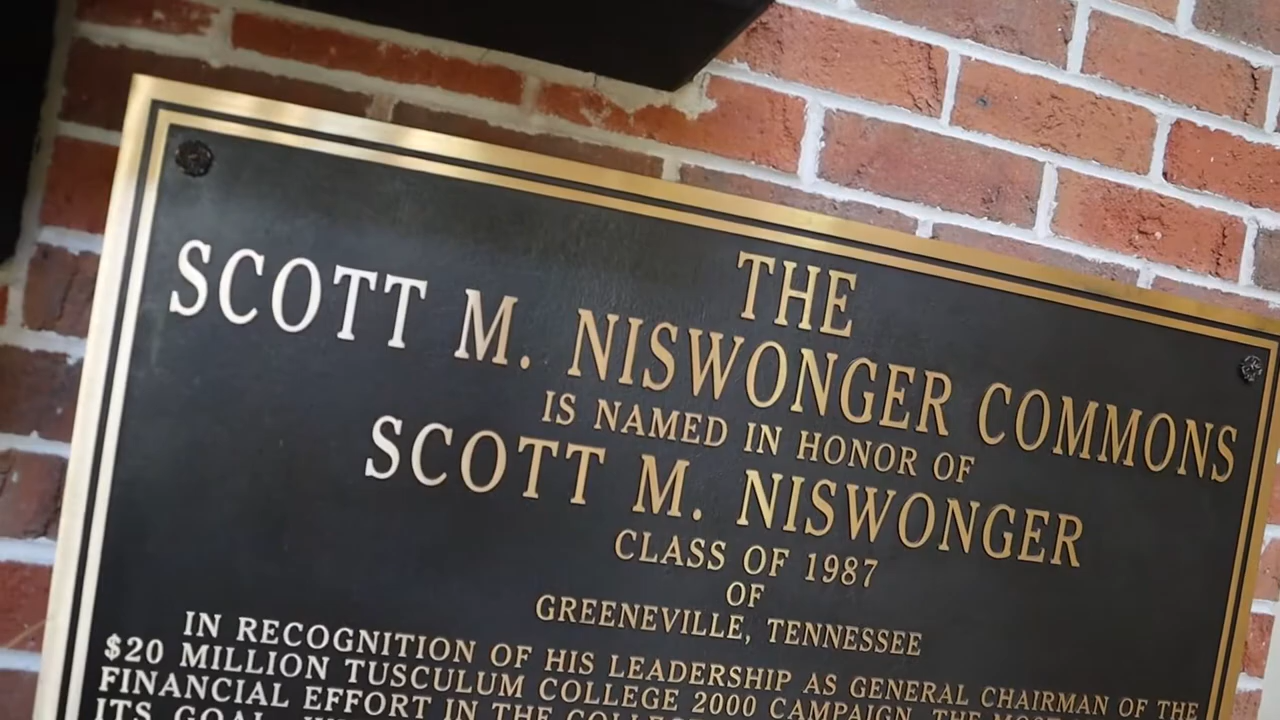 THE
SCOTT M. NISWONGER COMMONS
IS NAMED IN HONOR OF
SCOTT M. NISWONGER
CLASS OF 1987
OF
GREENEVILLE, TENNESSEE
IN RECOGNITION OF HIS LEADERSHIP AS GENERAL CHAIRMAN OF THE
$20 MILLION TUSCULUM COLLEGE 2000 CAMPAIGN, THE
FINANCIAL EFFORT IN THE
ITS GOAL